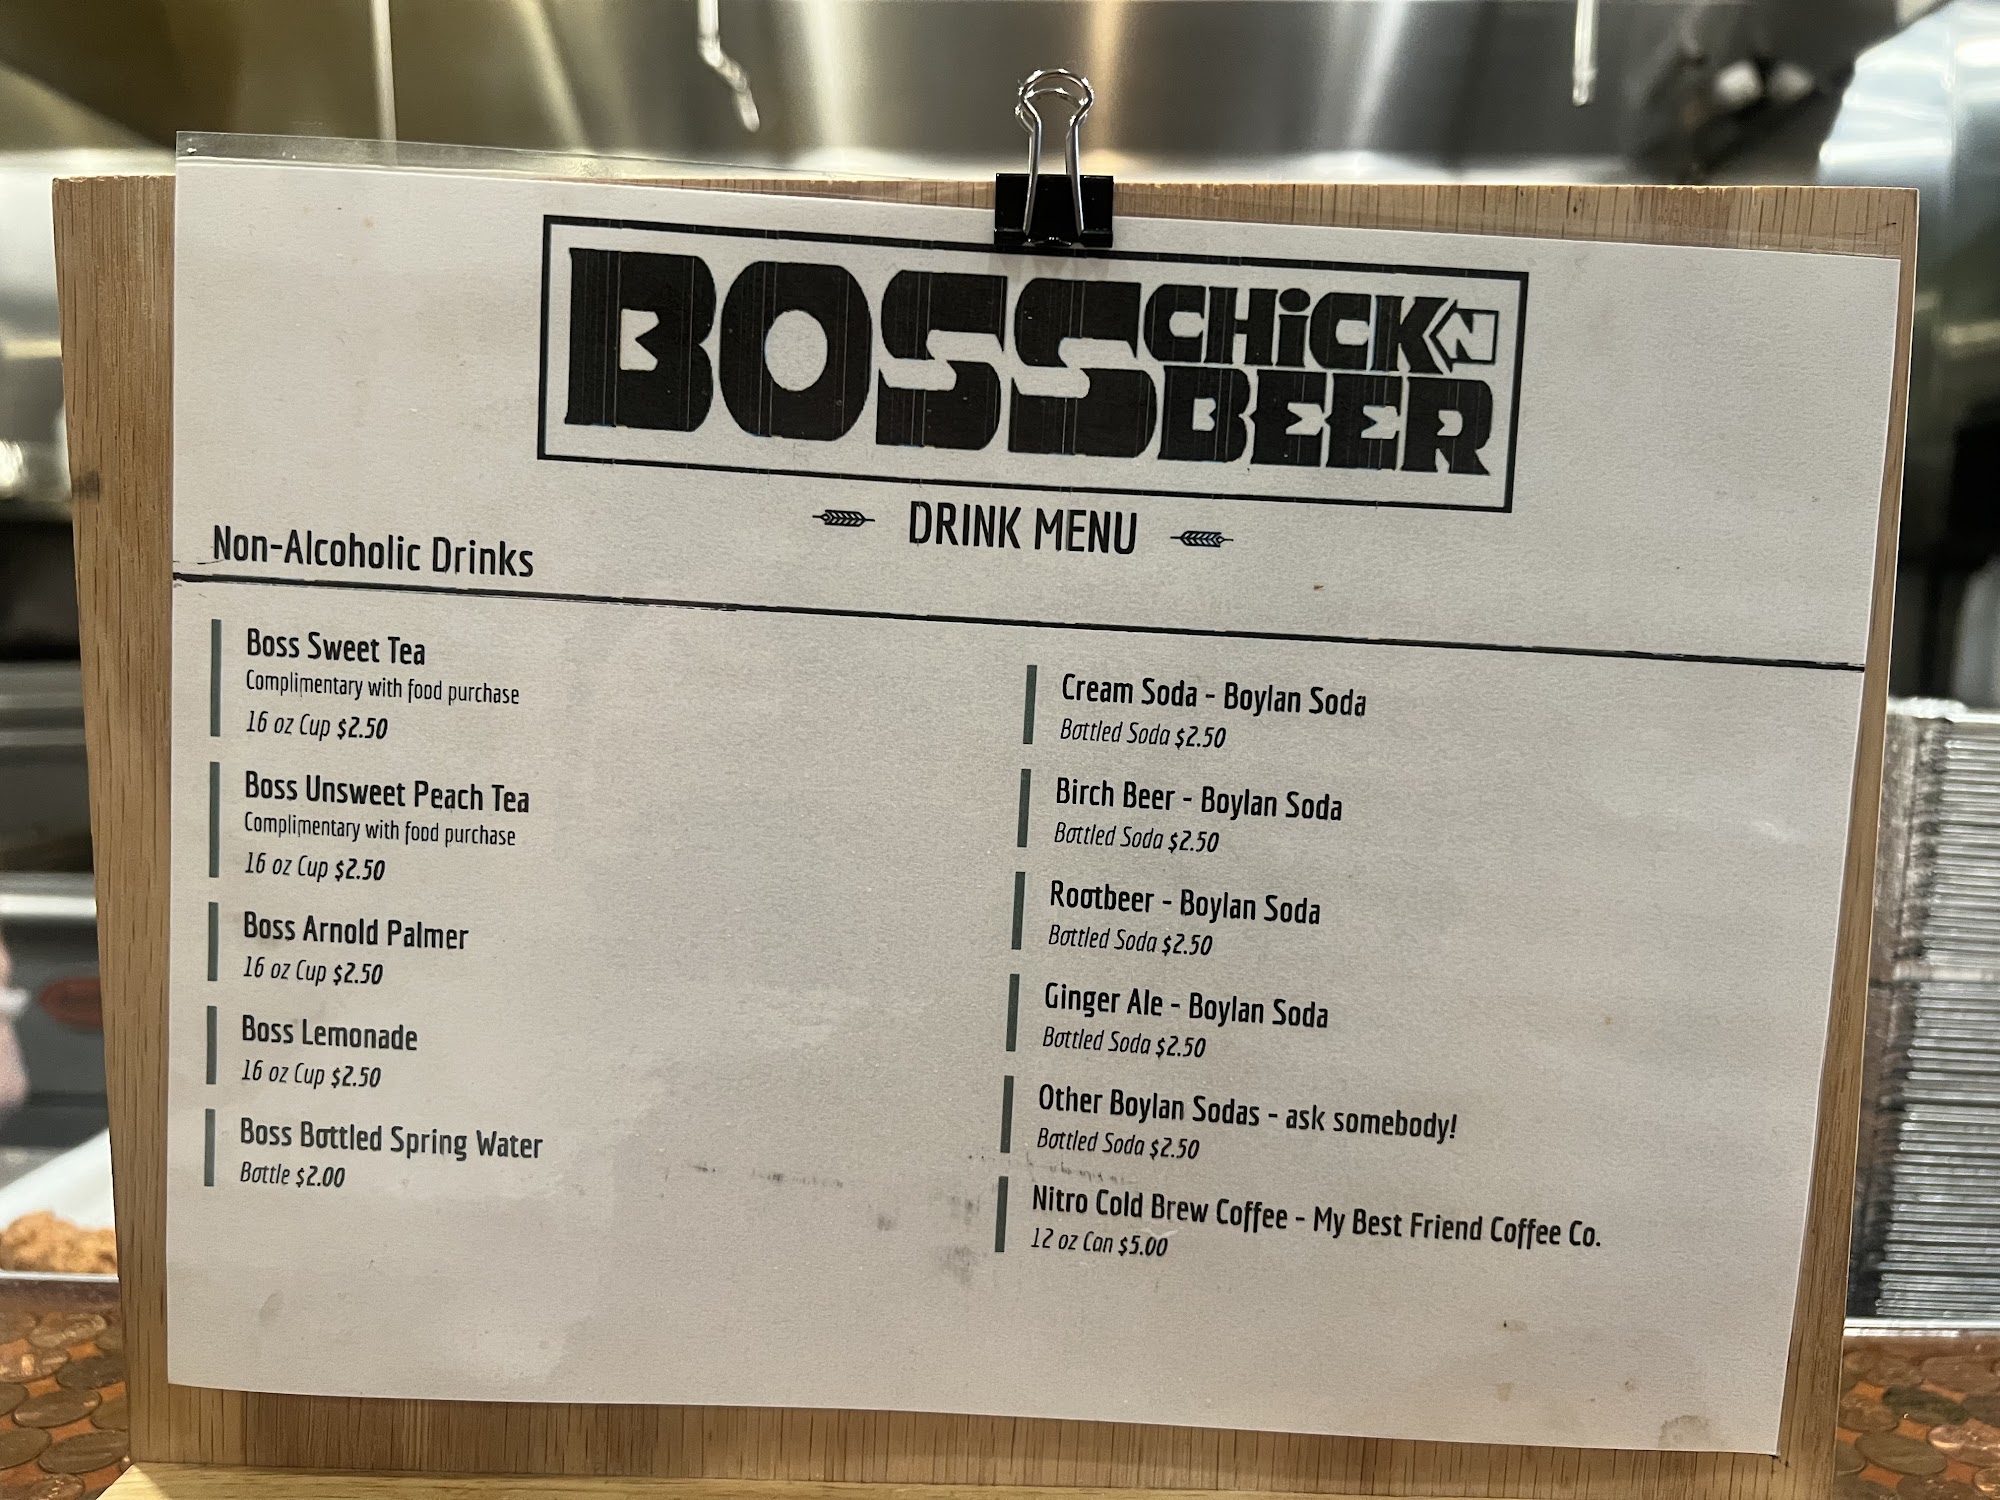 BOSS CHiCK N
BEER
DRINK MENU
Non-Alcoholic Drinks
Boss Sweet Tea
Complimentary with food purchase
16 oz Cup $2.50
Boss Unsweet Peach Tea
Complimentary with food purchase
16 oz Cup $2.50
Boss Arnold Palmer
16 oz Cup $2.50
Boss Lemonade
16 oz Cup $2.50
Boss Bottled Spring Water
Bottle $2.00
Cream Soda - Boylan Soda
Bottled Soda $2.50
Birch Beer - Boylan Soda
Bottled Soda $2.50
Rootbeer - Boylan Soda
Bottled Soda $2.50
Ginger Ale - Boylan Soda
Bottled Soda $2.50
Other Boylan Sodas - ask somebody!
Bottled Soda $2.50
Nitro Cold Brew Coffee - My Best Friend Coffee Co.
12 oz Can $5.00